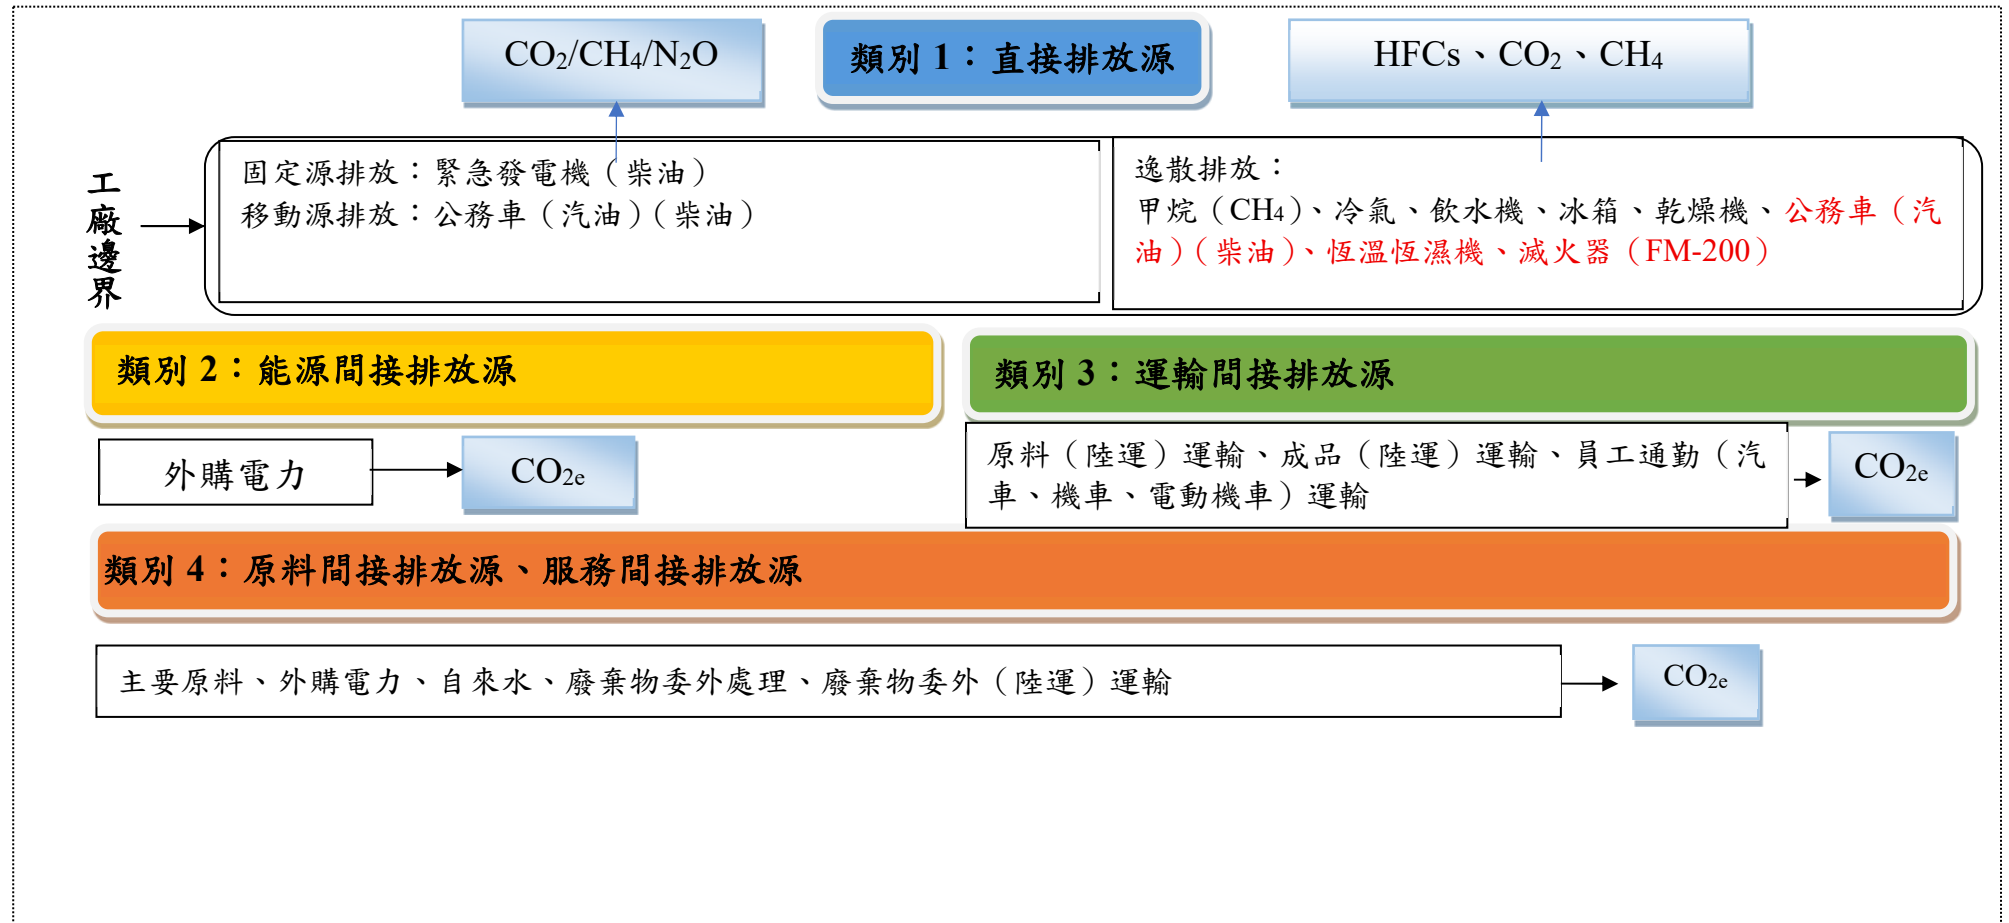 CO₂/CH₄/N₂O
類別 1：直接排放源
HFCs、CO₂、CH₄
工廠邊界
固定源排放：緊急發電機（柴油）
移動源排放：公務車（汽油）（柴油）
逸散排放：
甲烷（CH₄）、冷氣、飲水機、冰箱、乾燥機、公務車（汽
油）（柴油）、恆溫恆濕機、滅火器（FM-200）
類別 2：能源間接排放源
類別 3：運輸間接排放源
外購電力
CO₂e
原料（陸運）運輸、成品（陸運）運輸、員工通勤（汽
車、機車、電動機車）運輸
CO₂e
類別 4：原料間接排放源、服務間接排放源
主要原料、外購電力、自來水、廢棄物委外處理、廢棄物委外（陸運）運輸
CO₂e